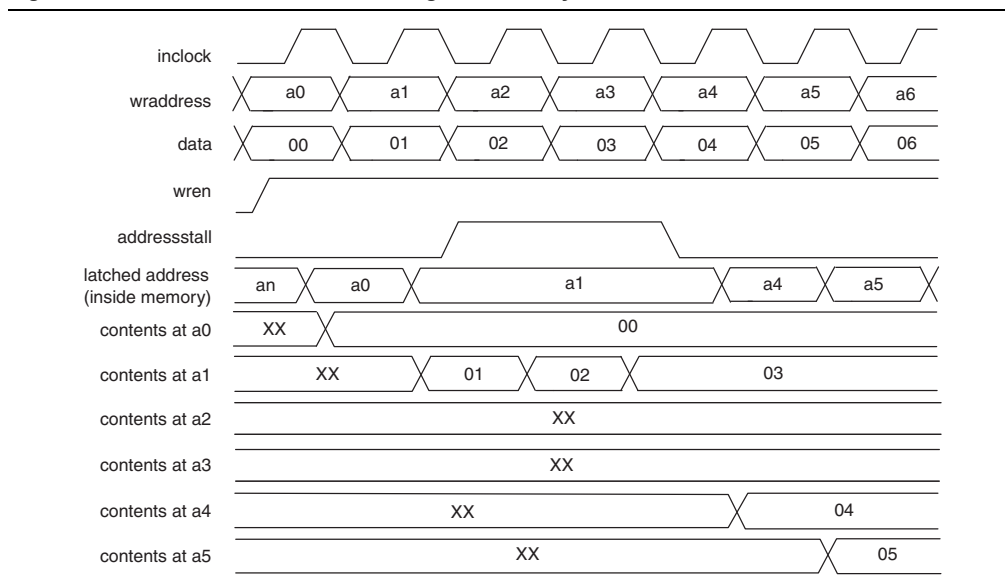 inclock
wraddress a0 a1 a2 a3 a4 a5 a6
data 00 01 02 03 04 05 06
wren
addressstall
latched address
(inside memory) an a0 a1 a4 a5
contents at a0 XX 00
contents at a1 XX 01 02 03
contents at a2 XX
contents at a3 XX
contents at a4 XX 04
contents at a5 XX 05